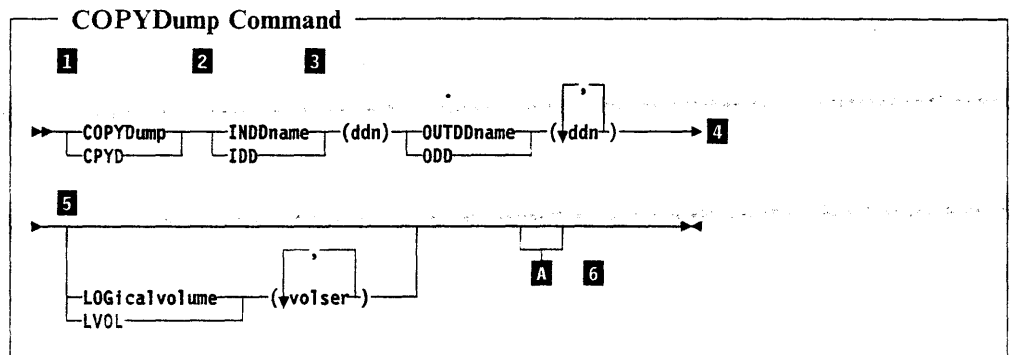 COPYDump Command
1 2 3
,
COPYDump INDDname (ddn) OUTDDname (ddn) 4
CPYD IDD ODD
5
,
A 6
LOGicalvolume (volser)
LVOL